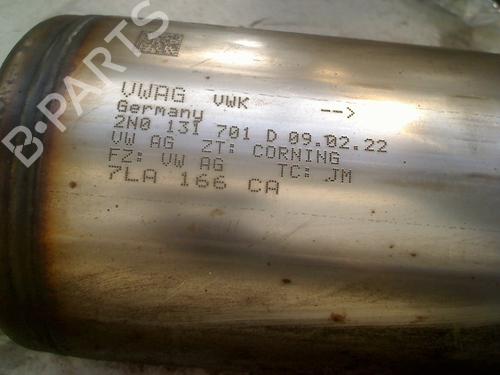 B-PARTS
VWAG VWK -->
Germany
2N0 131 701 D 09.02.22
VW AG ZT: CORNING
FZ: VW AG TC: JM
7LA 166 CA